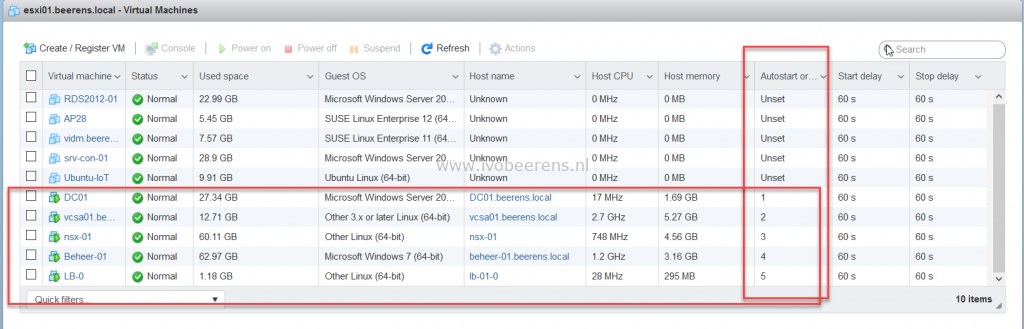 esxi01.beerens.local - Virtual Machines
Create / Register VM Console Power on Power off Suspend Refresh Actions Search
Virtual machine Status Used space Guest OS Host name Host CPU Host memory Autostart or... Start delay Stop delay
RDS2012-01 Normal 22.99 GB Microsoft Windows Server 20... Unknown 0 MHz 0 MB Unset 60 s 60 s
AP28 Normal 5.45 GB SUSE Linux Enterprise 12 (64-... Unknown 0 MHz 0 MB Unset 60 s 60 s
vidm.beere... Normal 7.57 GB SUSE Linux Enterprise 11 (64-... Unknown 0 MHz 0 MB Unset 60 s 60 s
srv-con-01 Normal 28.9 GB Microsoft Windows Server 20... Unknown 0 MHz 0 MB Unset 60 s 60 s
www.ivobeerens.nl
Ubuntu-IoT Normal 9.91 GB Ubuntu Linux (64-bit) Unknown 0 MHz 0 MB Unset 60 s 60 s
DC01 Normal 27.34 GB Microsoft Windows Server 20... DC01.beerens.local 17 MHz 1.69 GB 1 60 s 60 s
vcsa01.be... Normal 12.71 GB Other 3.x or later Linux (64-bit) vcsa01.beerens.local 2.7 GHz 5.27 GB 2 60 s 60 s
nsx-01 Normal 60.11 GB Other Linux (64-bit) nsx-01 748 MHz 4.56 GB 3 60 s 60 s
Beheer-01 Normal 62.97 GB Microsoft Windows 7 (64-bit) beheer-01.beerens.local 1.2 GHz 3.16 GB 4 60 s 60 s
LB-0 Normal 1.18 GB Other Linux (64-bit) lb-01-0 28 MHz 295 MB 5 60 s 60 s
Quick filters... 10 items